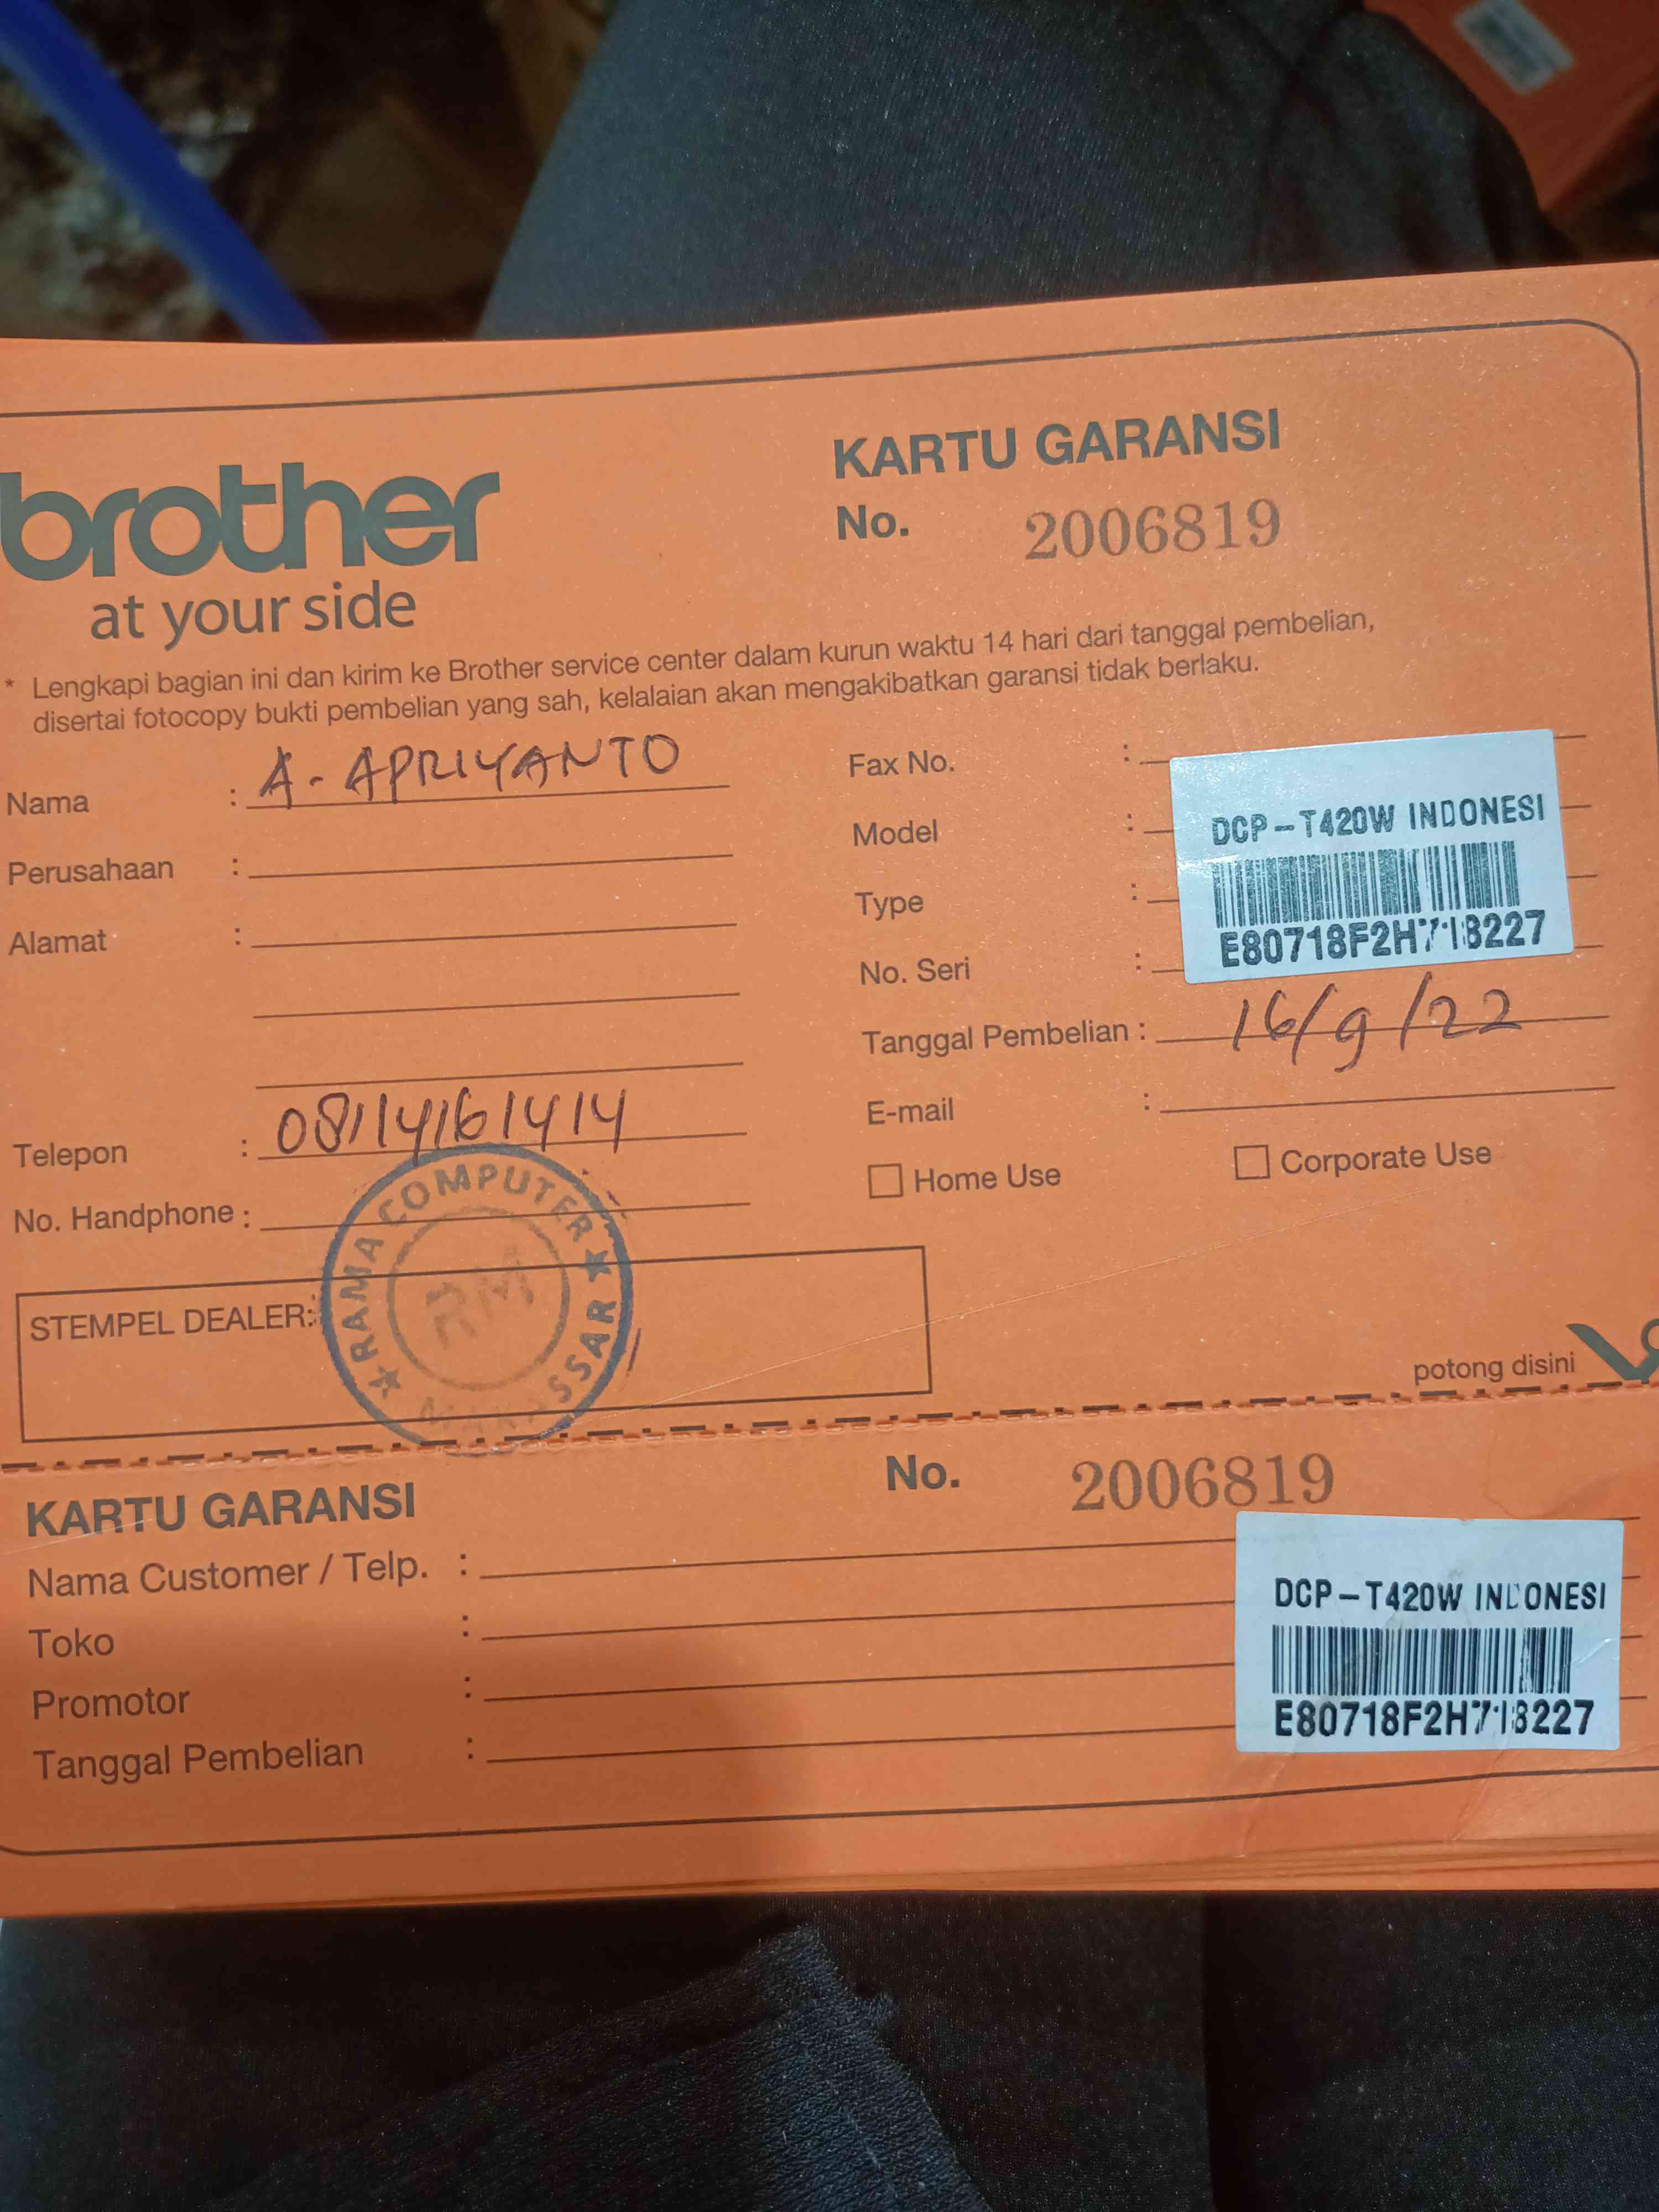 brother
at your side
KARTU GARANSI
No. 2006819
* Lengkapi bagian ini dan kirim ke Brother service center dalam kurun waktu 14 hari dari tanggal pembelian,
disertai fotocopy bukti pembelian yang sah, kelalaian akan mengakibatkan garansi tidak berlaku.
Nama : A. APRIYANTO
Perusahaan :
Alamat :
Telepon : 08114161414
No. Handphone :
Fax No. :
Model :
Type :
No. Seri :
DCP-T420W INDONESI
E80718F2H718227
Tanggal Pembelian : 16/9/22
E-mail :
Home Use
Corporate Use
STEMPEL DEALER:
RAMA COMPUTER
RM
MAKASSAR
potong disini
KARTU GARANSI
No. 2006819
Nama Customer / Telp. :
Toko :
Promotor :
Tanggal Pembelian :
DCP-T420W INDONESI
E80718F2H718227